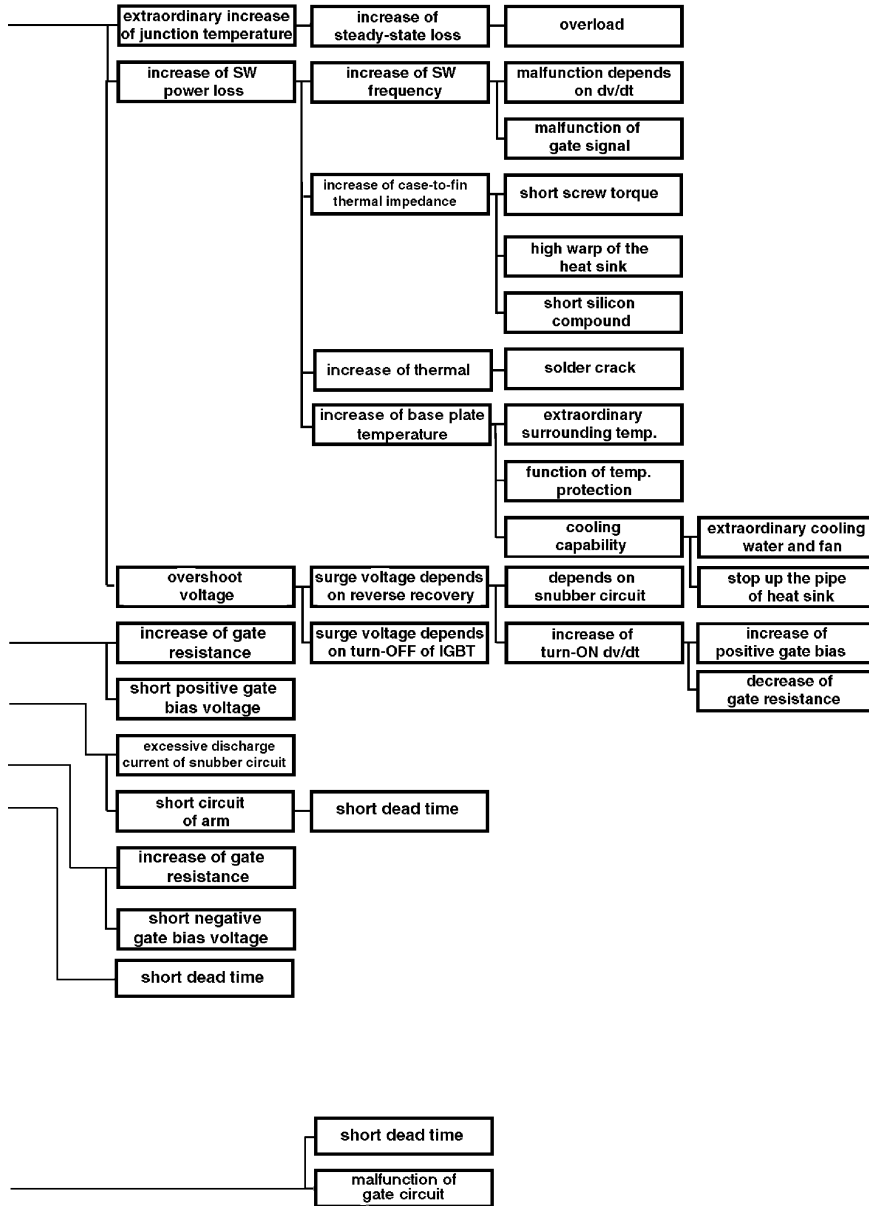 extraordinary increase
of junction temperature
increase of
steady-state loss
overload
increase of SW
power loss
increase of SW
frequency
malfunction depends
on dv/dt
malfunction of
gate signal
increase of case-to-fin
thermal impedance
short screw torque
high warp of the
heat sink
short silicon
compound
increase of thermal
solder crack
increase of base plate
temperature
extraordinary
surrounding temp.
function of temp.
protection
cooling
capability
extraordinary cooling
water and fan
stop up the pipe
of heat sink
overshoot
voltage
surge voltage depends
on reverse recovery
depends on
snubber circuit
surge voltage depends
on turn-OFF of IGBT
increase of
turn-ON dv/dt
increase of
positive gate bias
decrease of
gate resistance
increase of gate
resistance
short positive gate
bias voltage
excessive discharge
current of snubber circuit
short circuit
of arm
short dead time
increase of gate
resistance
short negative
gate bias voltage
short dead time
short dead time
malfunction of
gate circuit